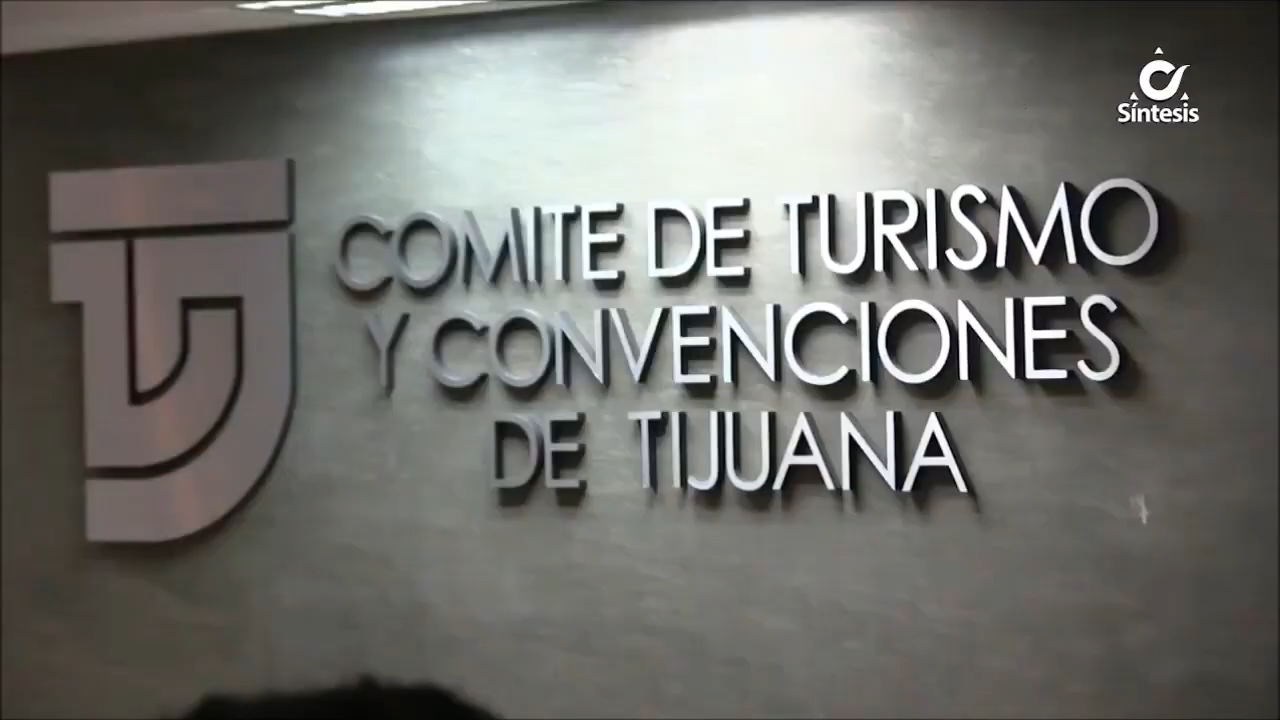 Síntesis
COMITE DE TURISMO
Y CONVENCIONES
DE TIJUANA